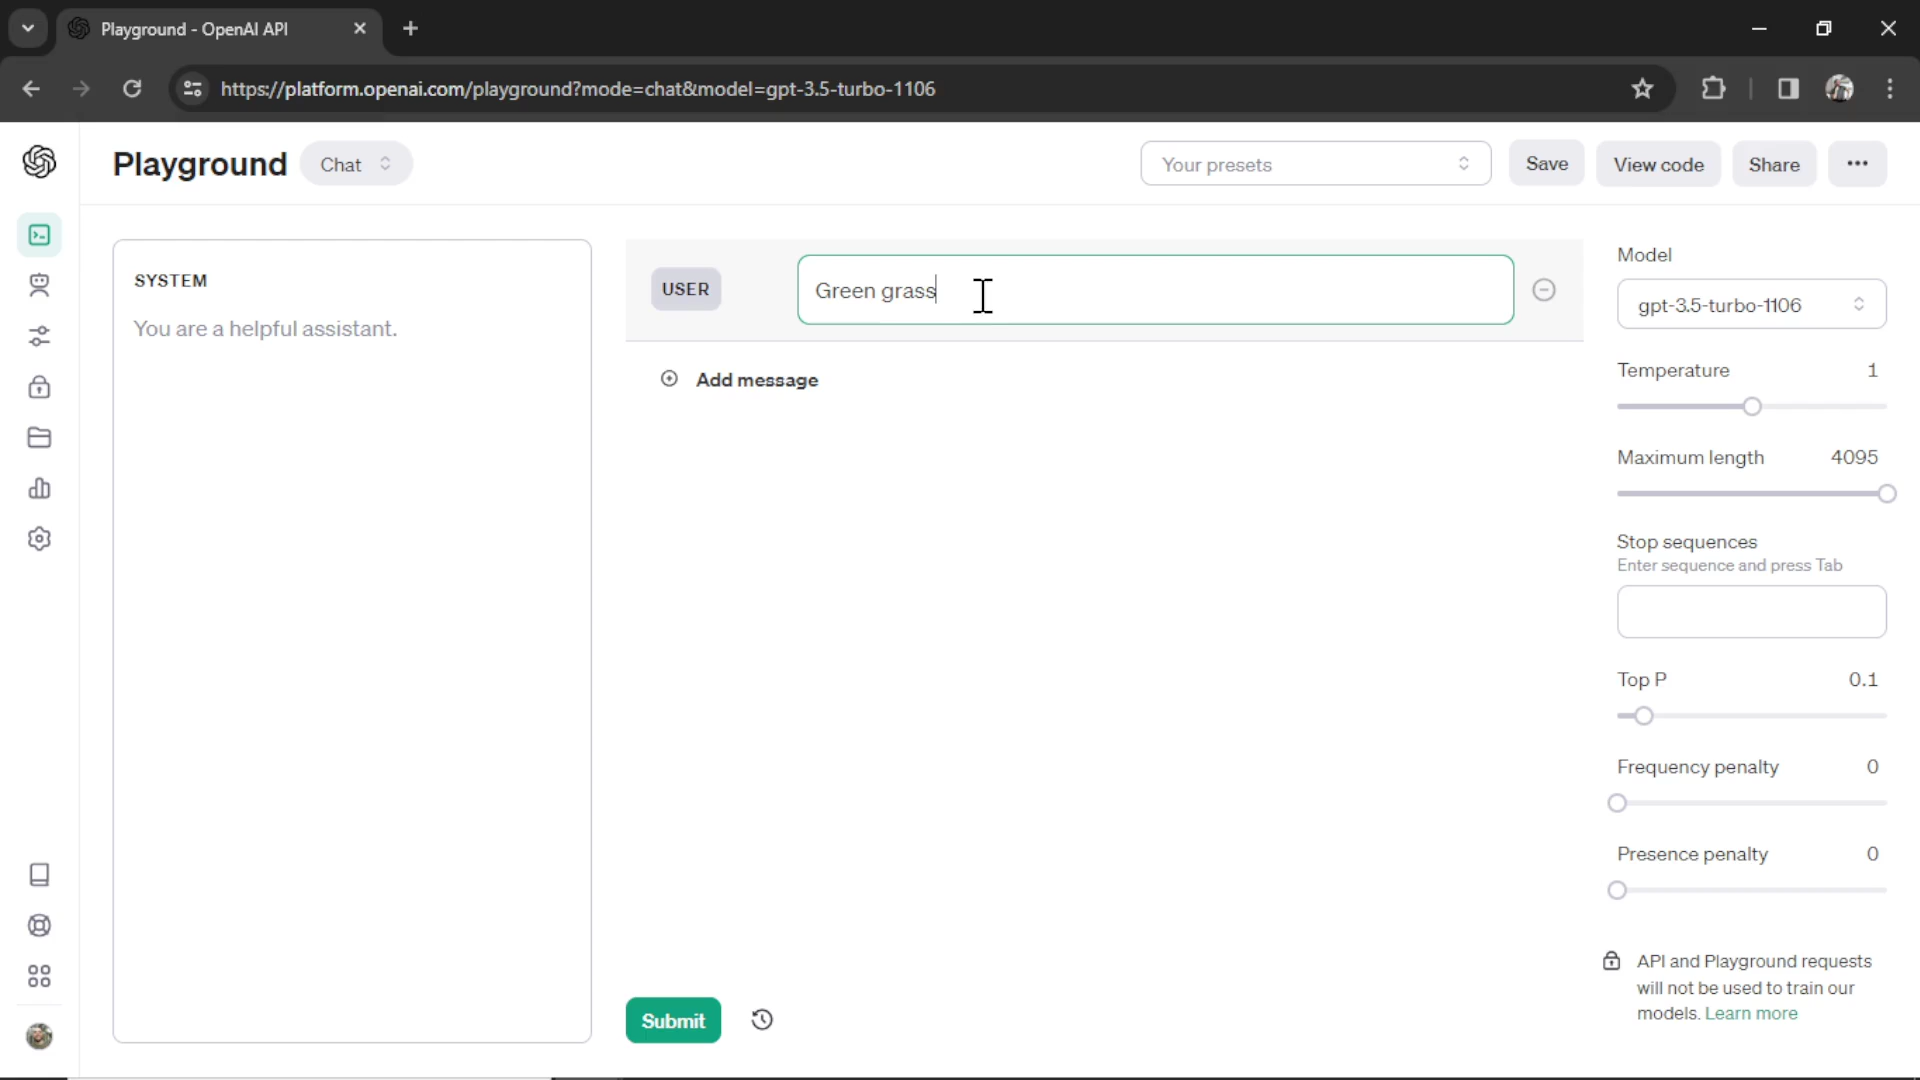 Playground - OpenAI API
https://platform.openai.com/playground?mode=chat&model=gpt-3.5-turbo-1106
Playground
Chat
Your presets
Save
View code
Share
SYSTEM
You are a helpful assistant.
USER
Green grass
Add message
Submit
Model
gpt-3.5-turbo-1106
Temperature 1
Maximum length 4095
Stop sequences
Enter sequence and press Tab
Top P 0.1
Frequency penalty 0
Presence penalty 0
API and Playground requests
will not be used to train our
models. Learn more